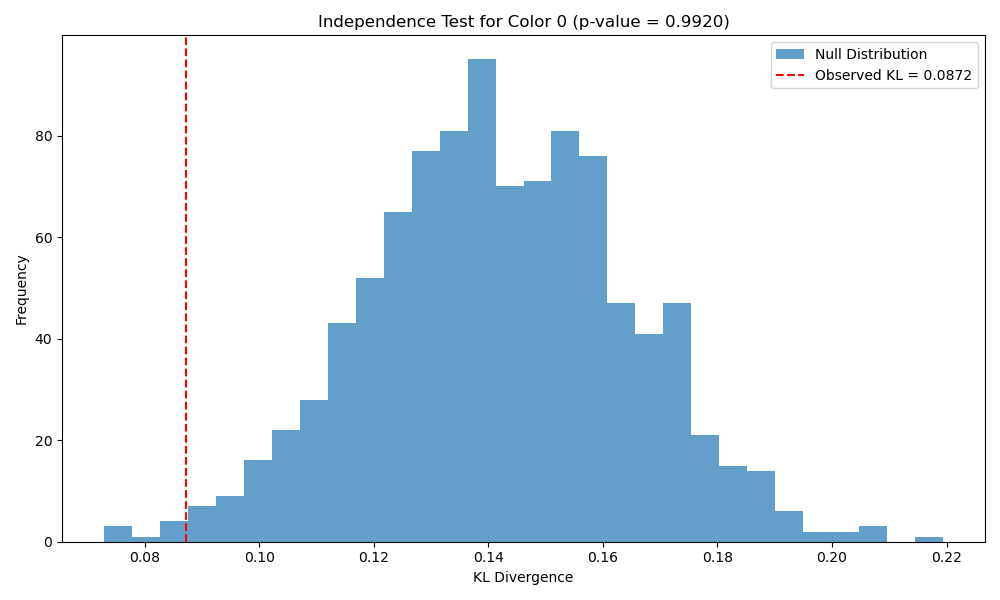 Independence Test for Color 0 (p-value = 0.9920)
Null Distribution
Observed KL = 0.0872
Frequency
80
60
40
20
0
0.08 0.10 0.12 0.14 0.16 0.18 0.20 0.22
KL Divergence